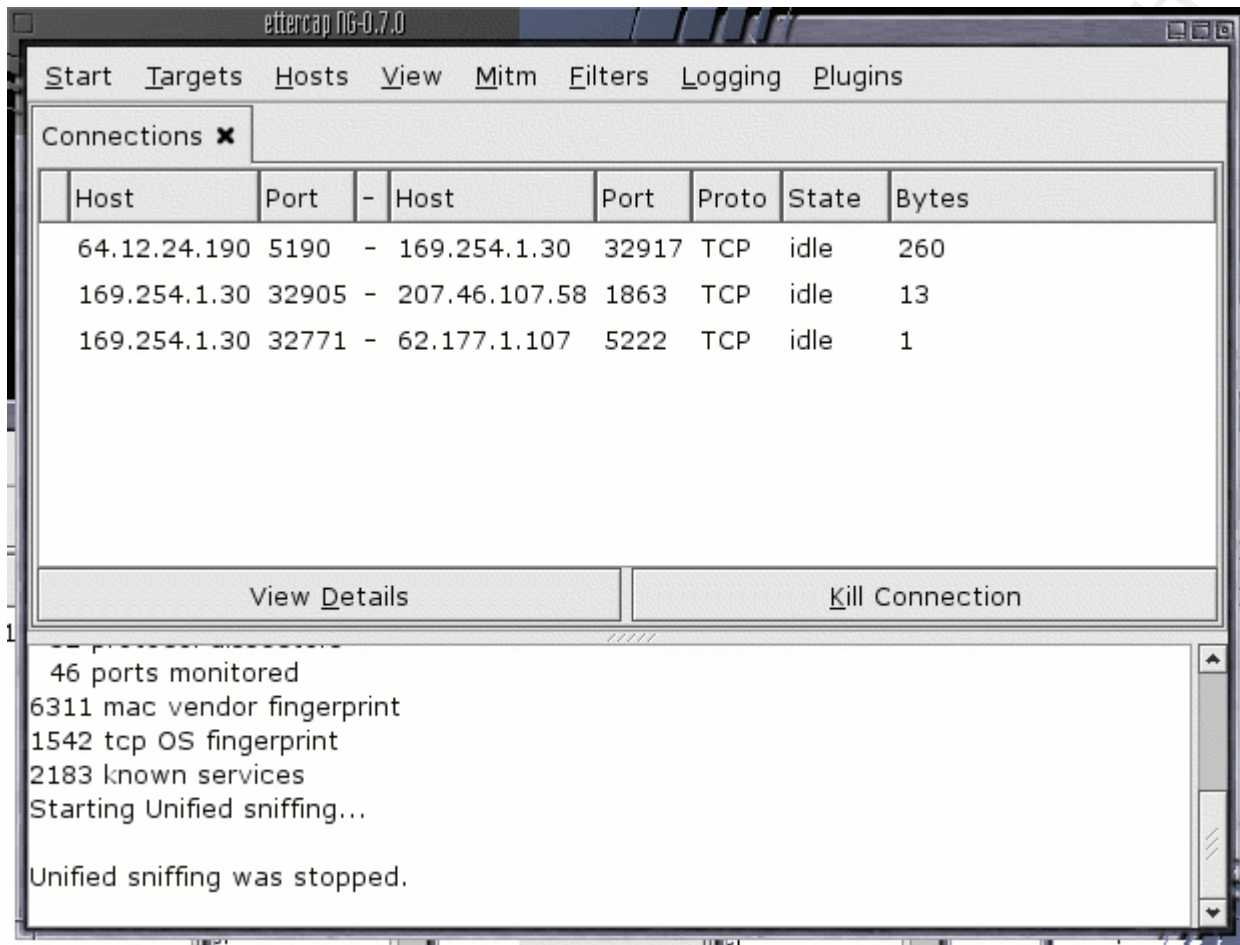 ettercap NG-0.7.0
Start Targets Hosts View Mitm Filters Logging Plugins
Connections ✖
Host Port - Host Port Proto State Bytes
64.12.24.190 5190 - 169.254.1.30 32917 TCP idle 260
169.254.1.30 32905 - 207.46.107.58 1863 TCP idle 13
169.254.1.30 32771 - 62.177.1.107 5222 TCP idle 1
View Details Kill Connection
46 ports monitored
6311 mac vendor fingerprint
1542 tcp OS fingerprint
2183 known services
Starting Unified sniffing...
Unified sniffing was stopped.